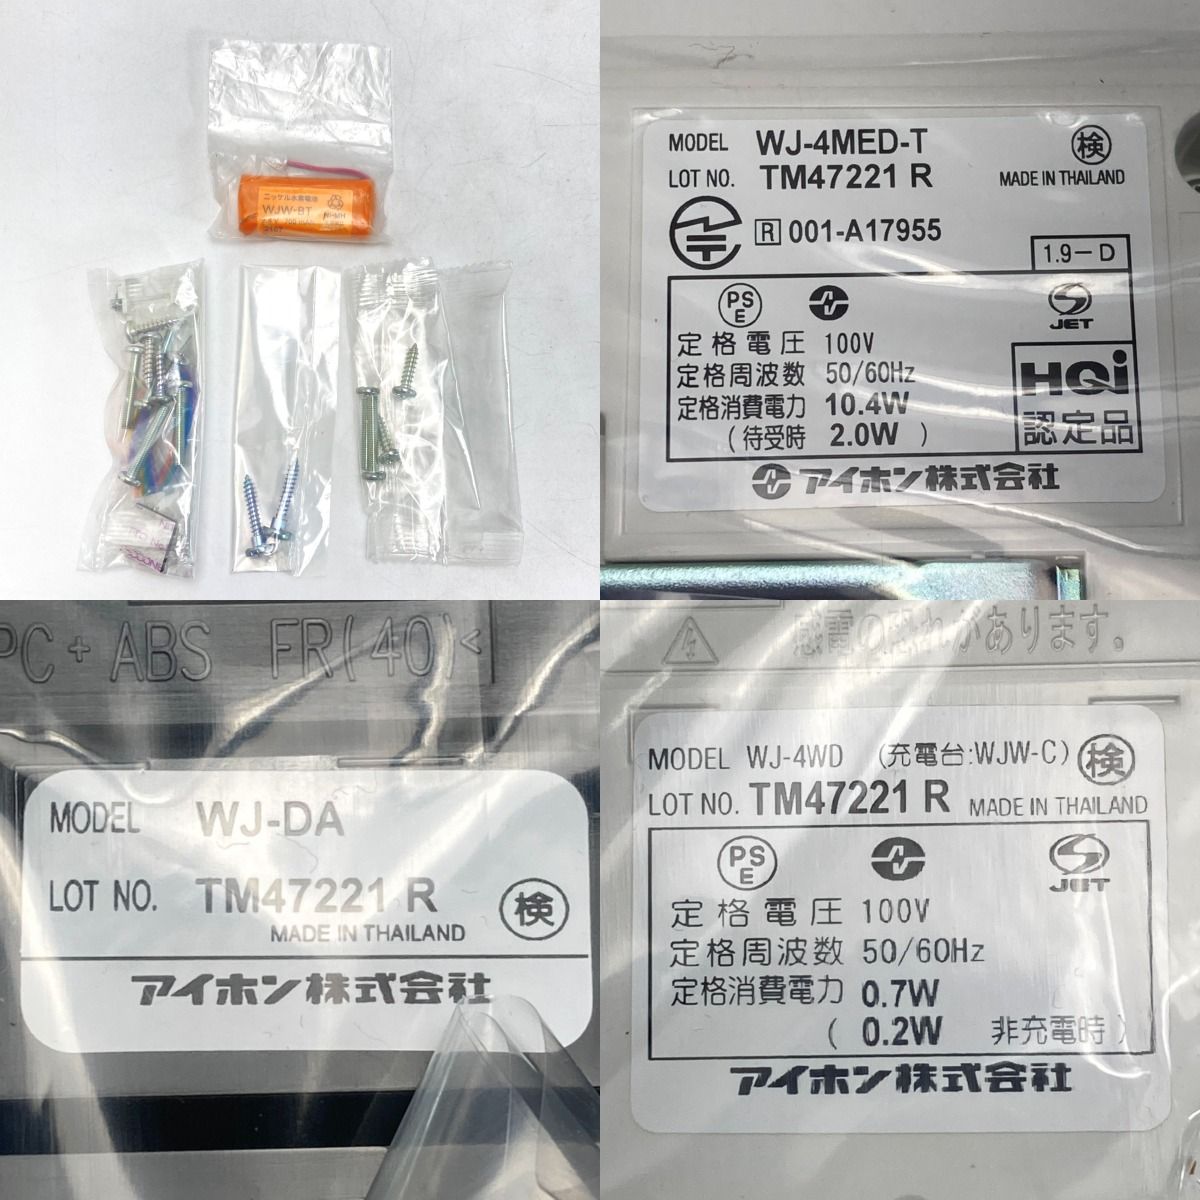 ニッケル水素電池
WJW-BT
Ni-MH
MODEL WJ-4MED-T 検
LOT NO. TM47221 R MADE IN THAILAND
R 001-A17955
1.9-D
PSE
JET
定格電圧 100V
定格周波数 50/60Hz
定格消費電力 10.4W
(待受時 2.0W)
HQi
認定品
アイホン株式会社
PC+ABS FR(40)<
MODEL WJ-DA
LOT NO. TM47221 R 検
MADE IN THAILAND
アイホン株式会社
感電の恐れがあります。
MODEL WJ-4WD (充電台:WJW-C) 検
LOT NO. TM47221 R MADE IN THAILAND
PSE
JET
定格電圧 100V
定格周波数 50/60Hz
定格消費電力 0.7W
(0.2W 非充電時)
アイホン株式会社